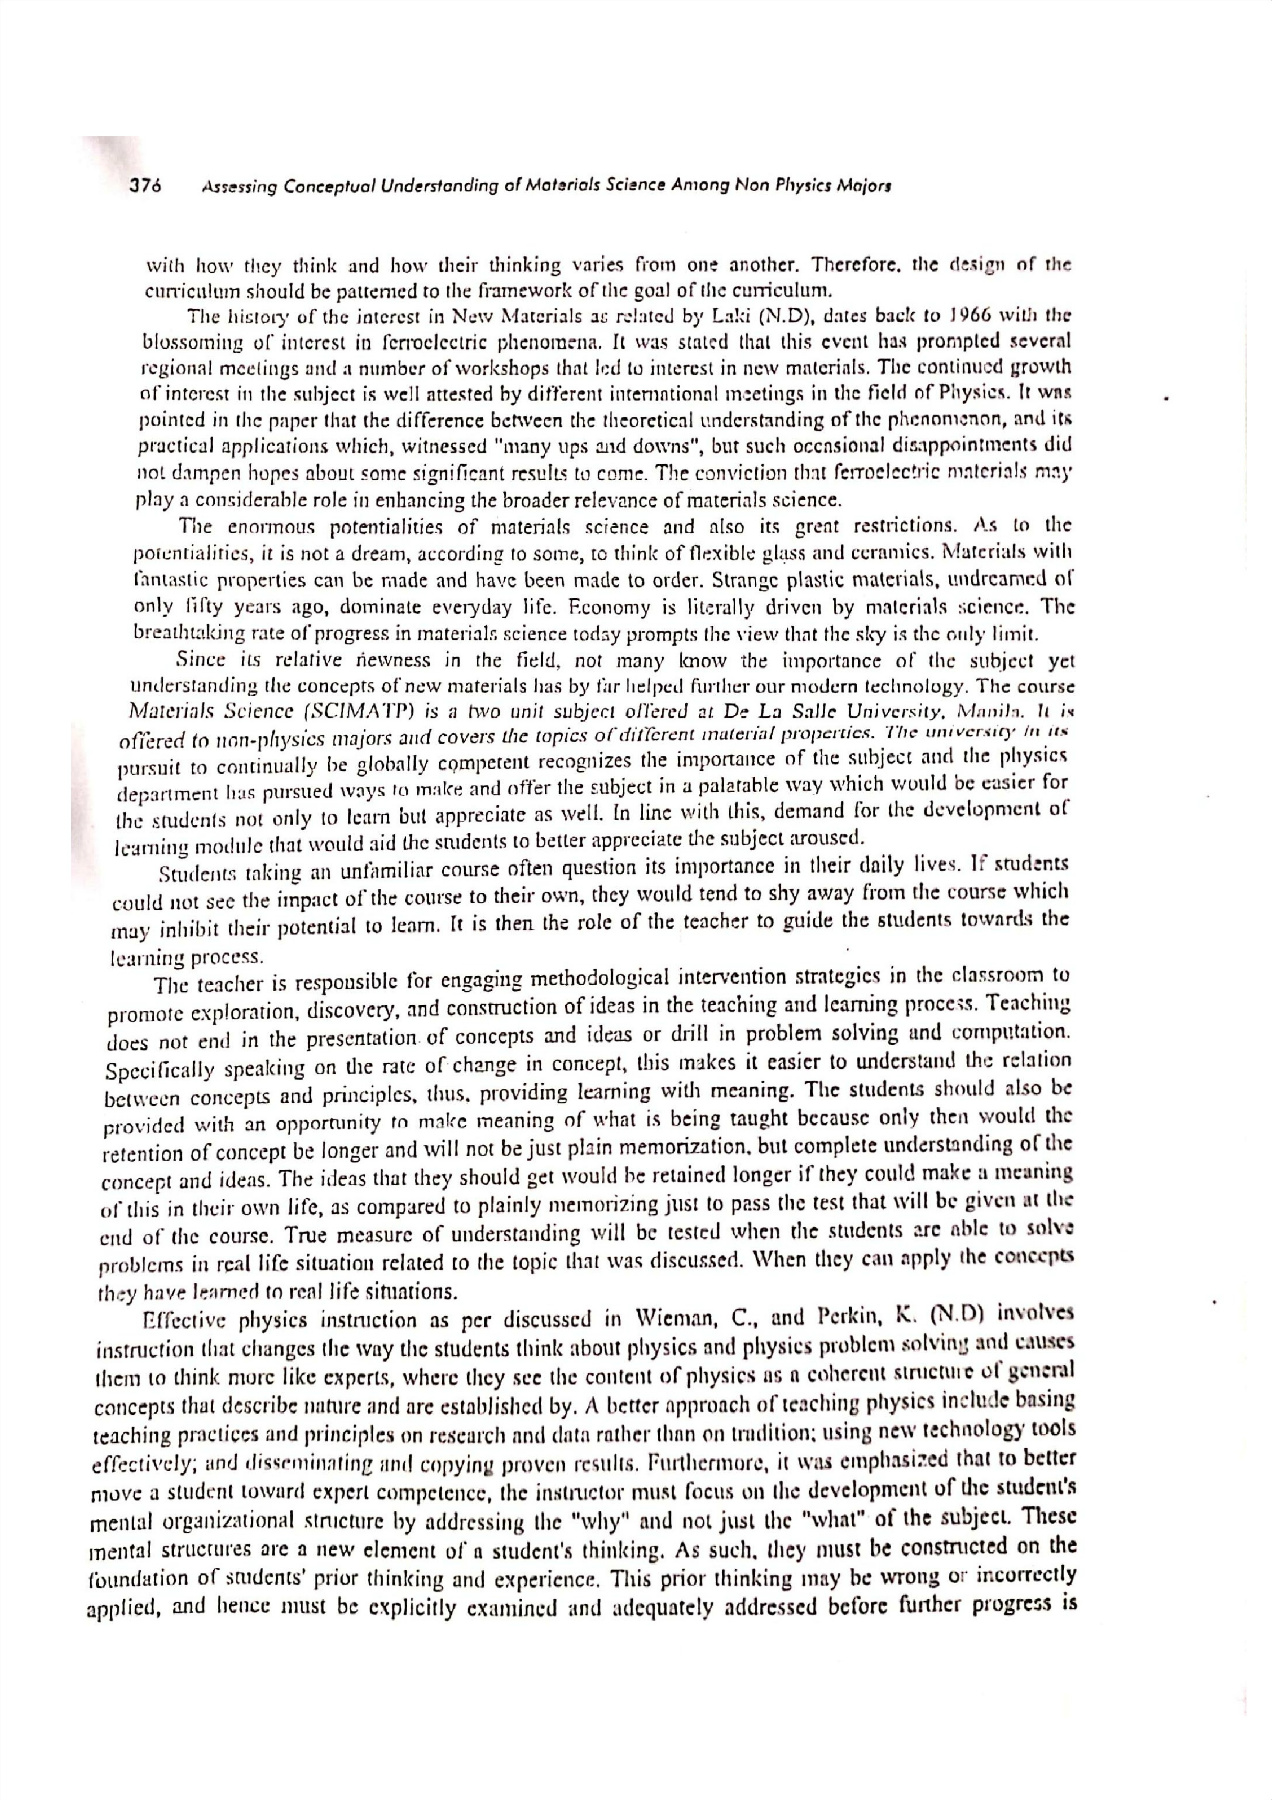 376 Assessing Conceptual Understanding of Materials Science Among Non Physics Majors
with how they think and how their thinking varies from one another. Therefore, the design of the
curriculum should be patterned to the framework of the goal of the curriculum.
The history of the interest in New Materials as related by Laki (N.D), dates back to 1966 with the
blossoming of interest in ferroelectric phenomena. It was stated that this event has prompted several
regional meetings and a number of workshops that led to interest in new materials. The continued growth
of interest in the subject is well attested by different international meetings in the field of Physics. It was
pointed in the paper that the difference between the theoretical understanding of the phenomenon, and its
practical applications which, witnessed "many ups and downs", but such occasional disappointments did
not dampen hopes about some significant results to come. The conviction that ferroelectric materials may
play a considerable role in enhancing the broader relevance of materials science.
The enormous potentialities of materials science and also its great restrictions. As to the
potentialities, it is not a dream, according to some, to think of flexible glass and ceramics. Materials with
fantastic properties can be made and have been made to order. Strange plastic materials, undreamed of
only fifty years ago, dominate everyday life. Economy is literally driven by materials science. The
breathtaking rate of progress in materials science today prompts the view that the sky is the only limit.
Since its relative newness in the field, not many know the importance of the subject yet
understanding the concepts of new materials has by far helped further our modern technology. The course
Materials Science (SCIMATP) is a two unit subject offered at De La Salle University, Manila. It is
offered to non-physics majors and covers the topics of different material properties. The university in its
pursuit to continually be globally competent recognizes the importance of the subject and the physics
department has pursued ways to make and offer the subject in a palatable way which would be easier for
the students not only to learn but appreciate as well. In line with this, demand for the development of
learning module that would aid the students to better appreciate the subject aroused.
Students taking an unfamiliar course often question its importance in their daily lives. If students
could not see the impact of the course to their own, they would tend to shy away from the course which
may inhibit their potential to learn. It is then the role of the teacher to guide the students towards the
learning process.
The teacher is responsible for engaging methodological intervention strategies in the classroom to
promote exploration, discovery, and construction of ideas in the teaching and learning process. Teaching
does not end in the presentation of concepts and ideas or drill in problem solving and computation.
Specifically speaking on the rate of change in concept, this makes it easier to understand the relation
between concepts and principles, thus, providing learning with meaning. The students should also be
provided with an opportunity to make meaning of what is being taught because only then would the
retention of concept be longer and will not be just plain memorization, but complete understanding of the
concept and ideas. The ideas that they should get would be retained longer if they could make a meaning
of this in their own life, as compared to plainly memorizing just to pass the test that will be given at the
end of the course. True measure of understanding will be tested when the students are able to solve
problems in real life situation related to the topic that was discussed. When they can apply the concepts
they have learned to real life situations.
Effective physics instruction as per discussed in Wieman, C., and Perkin, K. (N.D) involves
instruction that changes the way the students think about physics and physics problem solving and causes
them to think more like experts, where they see the content of physics as a coherent structure of general
concepts that describe nature and are established by. A better approach of teaching physics include basing
teaching practices and principles on research and data rather than on tradition; using new technology tools
effectively; and disseminating and copying proven results. Furthermore, it was emphasized that to better
move a student toward expert competence, the instructor must focus on the development of the student's
mental organizational structure by addressing the "why" and not just the "what" of the subject. These
mental structures are a new element of a student's thinking. As such, they must be constructed on the
foundation of students' prior thinking and experience. This prior thinking may be wrong or incorrectly
applied, and hence must be explicitly examined and adequately addressed before further progress is